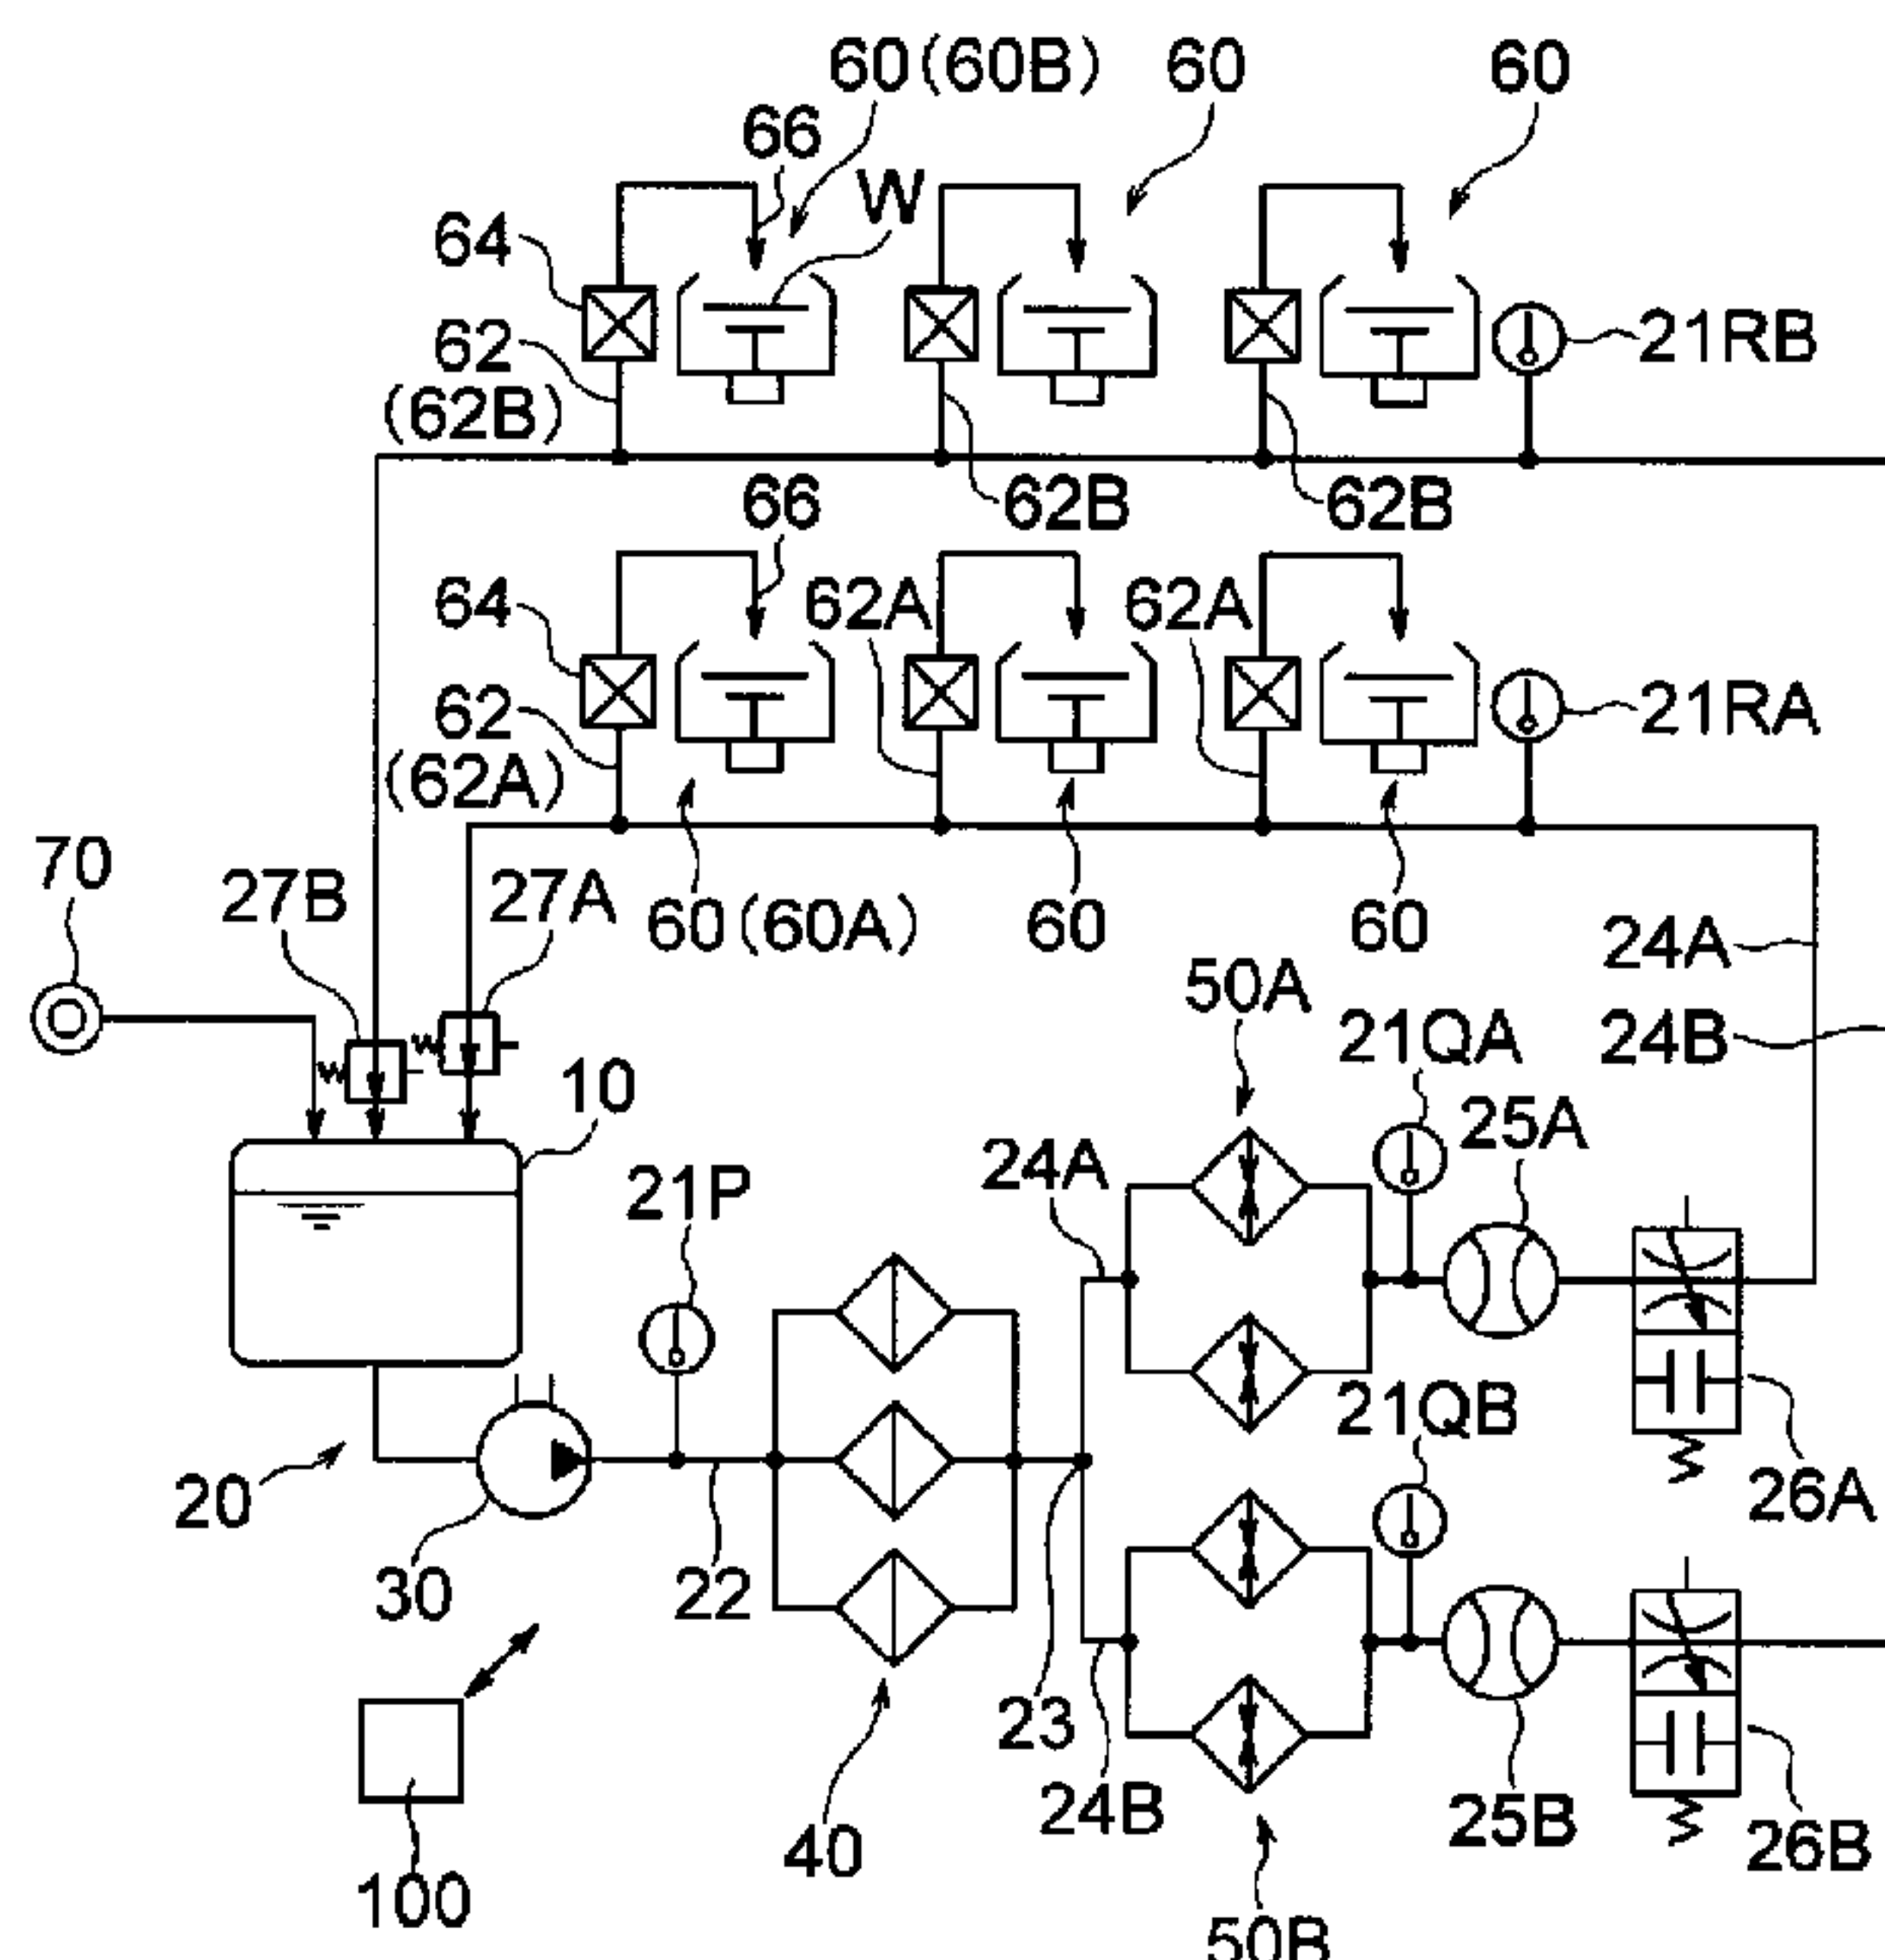 60(60B) 60 60
66
W
64
62
(62B)
21RB
62B 62B
66
64
62A 62A
62
(62A)
21RA
70
27B 27A
60(60A) 60 60
24A
50A
24B
21QA
10
25A
24A
21P
21QB
20
26A
30
22
23
24B
25B
26B
40
100
50B